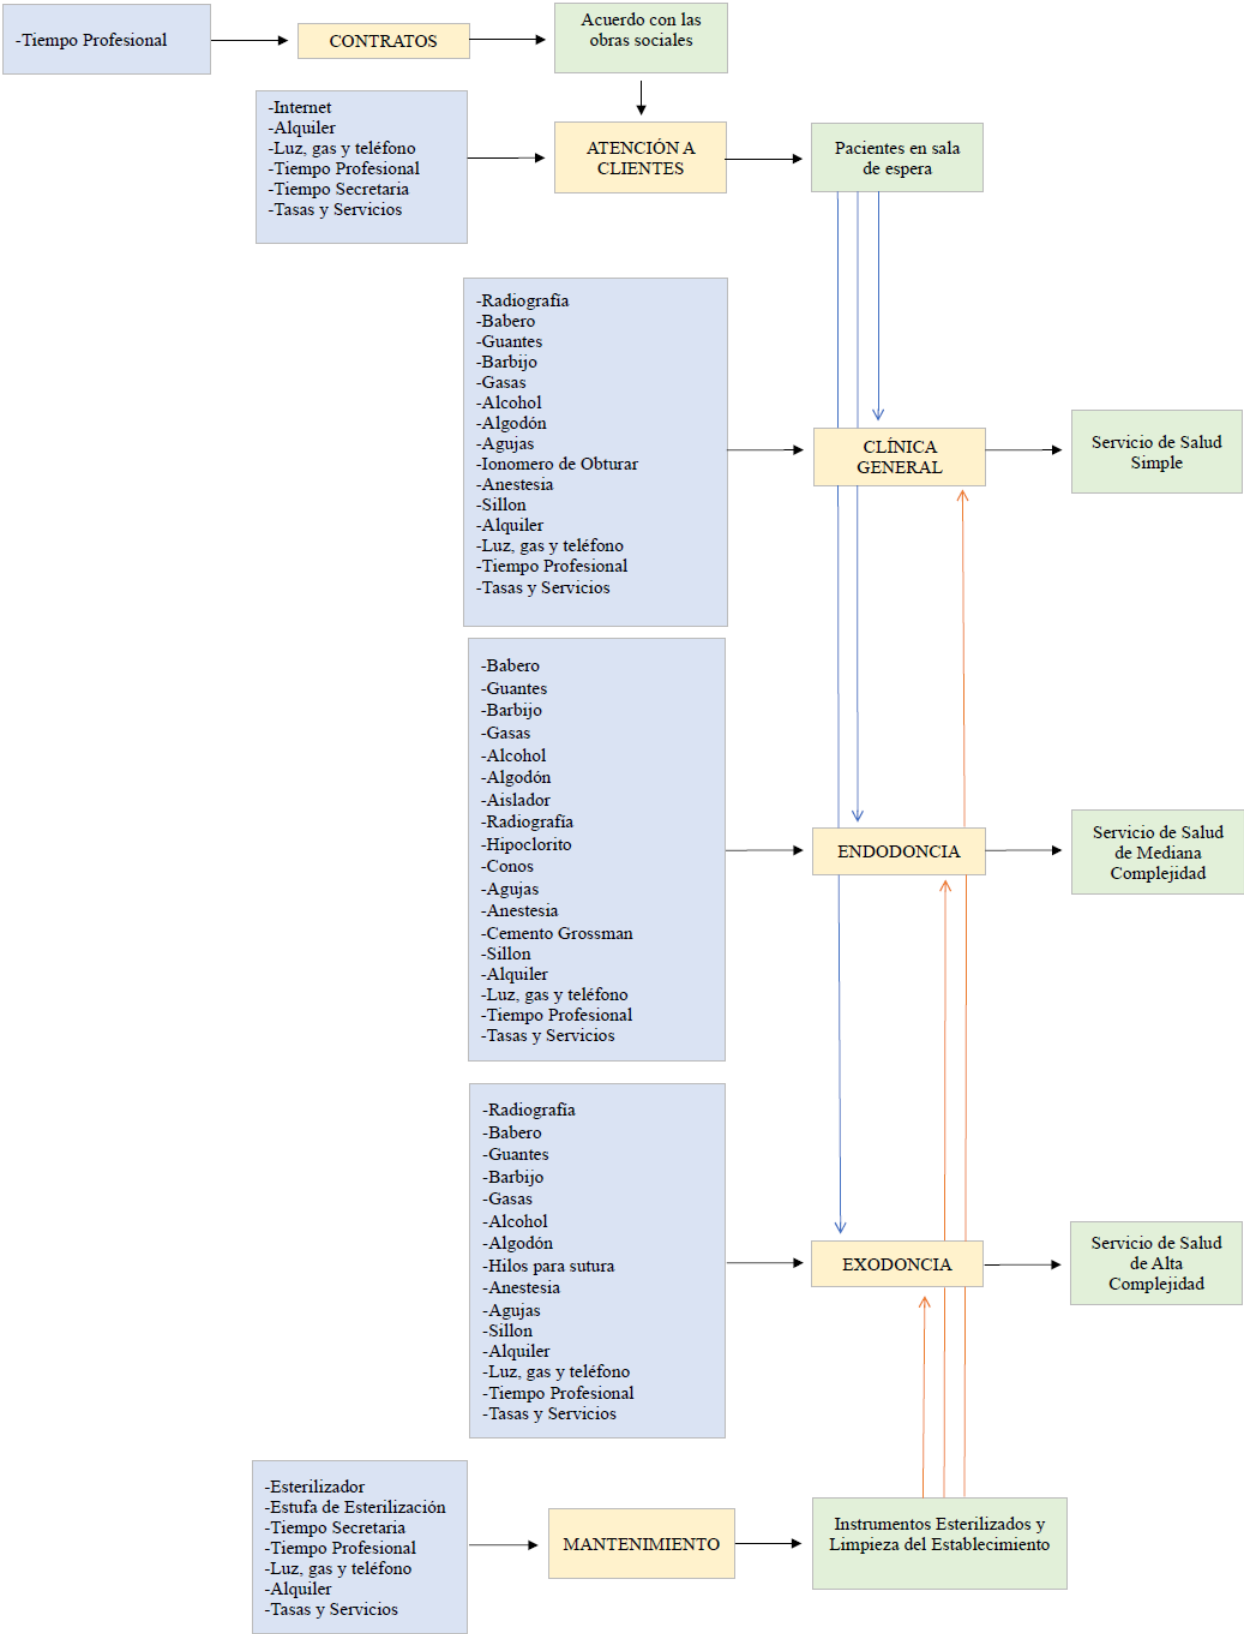 -Tiempo Profesional
CONTRATOS
Acuerdo con las
obras sociales
-Internet
-Alquiler
-Luz, gas y teléfono
-Tiempo Profesional
-Tiempo Secretaria
-Tasas y Servicios
ATENCIÓN A
CLIENTES
Pacientes en sala
de espera
-Radiografía
-Babero
-Guantes
-Barbijo
-Gasas
-Alcohol
-Algodón
-Agujas
-Ionomero de Obturar
-Anestesia
-Sillon
-Alquiler
-Luz, gas y teléfono
-Tiempo Profesional
-Tasas y Servicios
CLÍNICA
GENERAL
Servicio de Salud
Simple
-Babero
-Guantes
-Barbijo
-Gasas
-Alcohol
-Algodón
-Aislador
-Radiografía
-Hipoclorito
-Conos
-Agujas
-Anestesia
-Cemento Grossman
-Sillon
-Alquiler
-Luz, gas y teléfono
-Tiempo Profesional
-Tasas y Servicios
ENDODONCIA
Servicio de Salud
de Mediana
Complejidad
-Radiografía
-Babero
-Guantes
-Barbijo
-Gasas
-Alcohol
-Algodón
-Hilos para sutura
-Anestesia
-Agujas
-Sillon
-Alquiler
-Luz, gas y teléfono
-Tiempo Profesional
-Tasas y Servicios
EXODONCIA
Servicio de Salud
de Alta
Complejidad
-Esterilizador
-Estufa de Esterilización
-Tiempo Secretaria
-Tiempo Profesional
-Luz, gas y teléfono
-Alquiler
-Tasas y Servicios
MANTENIMIENTO
Instrumentos Esterilizados y
Limpieza del Establecimiento